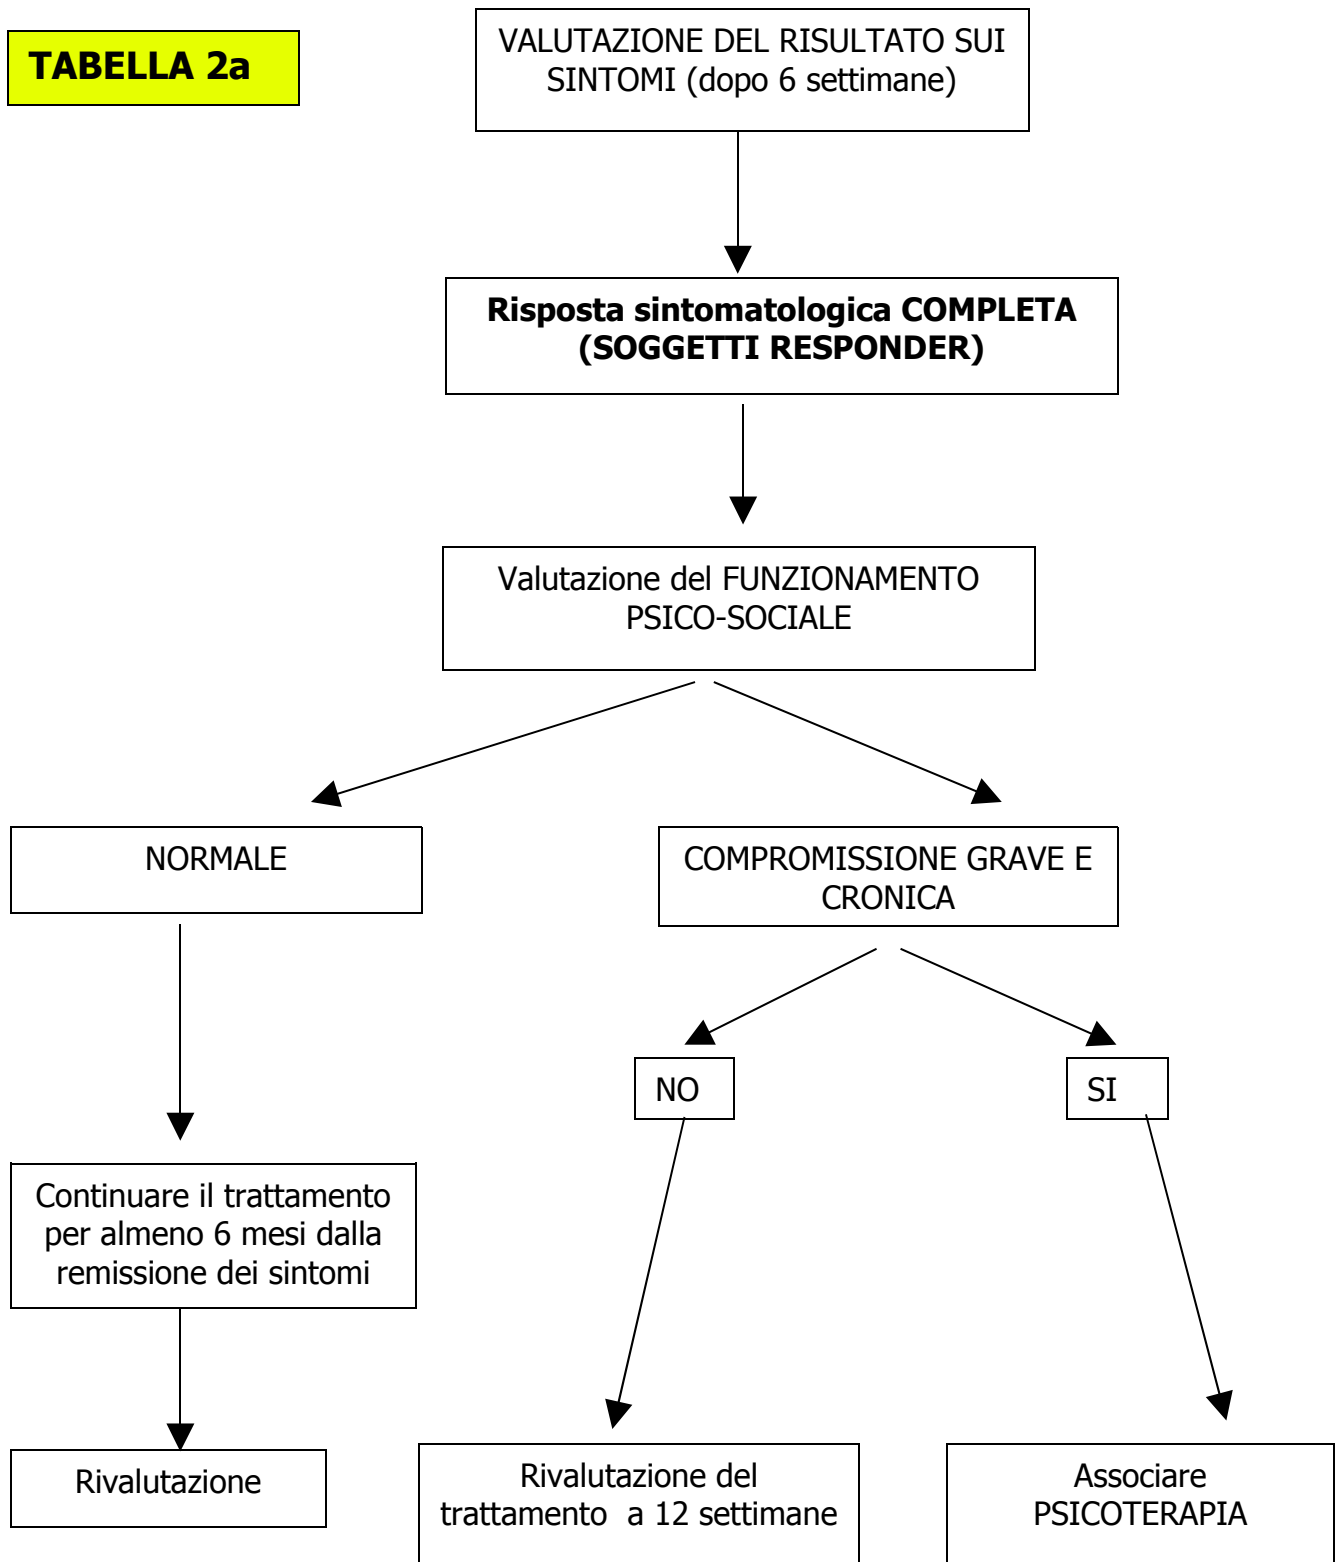 TABELLA 2a
VALUTAZIONE DEL RISULTATO SUI
SINTOMI (dopo 6 settimane)
Risposta sintomatologica COMPLETA
(SOGGETTI RESPONDER)
Valutazione del FUNZIONAMENTO
PSICO-SOCIALE
NORMALE
COMPROMISSIONE GRAVE E
CRONICA
NO
SI
Continuare il trattamento
per almeno 6 mesi dalla
remissione dei sintomi
Rivalutazione
Rivalutazione del
trattamento a 12 settimane
Associare
PSICOTERAPIA